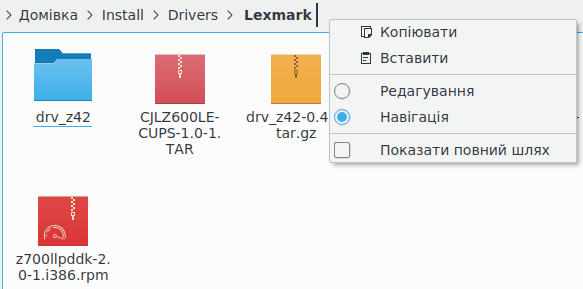 > Домівка > Install > Drivers > Lexmark
Копіювати
Вставити
Редагування
Навігація
Показати повний шлях
drv_z42
CJLZ600LE-
CUPS-1.0-1.
TAR
drv_z42-0.4
tar.gz
z700llpddk-2.
0-1.i386.rpm